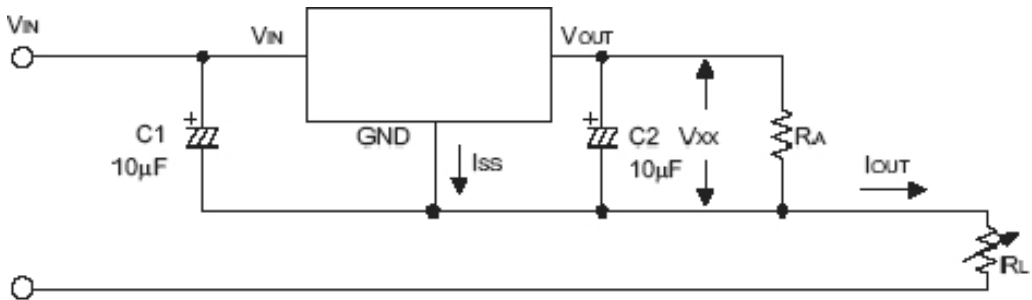 VIN
VIN
VOUT
C1
10µF
GND
ISS
C2
10µF
VXX
RA
IOUT
RL